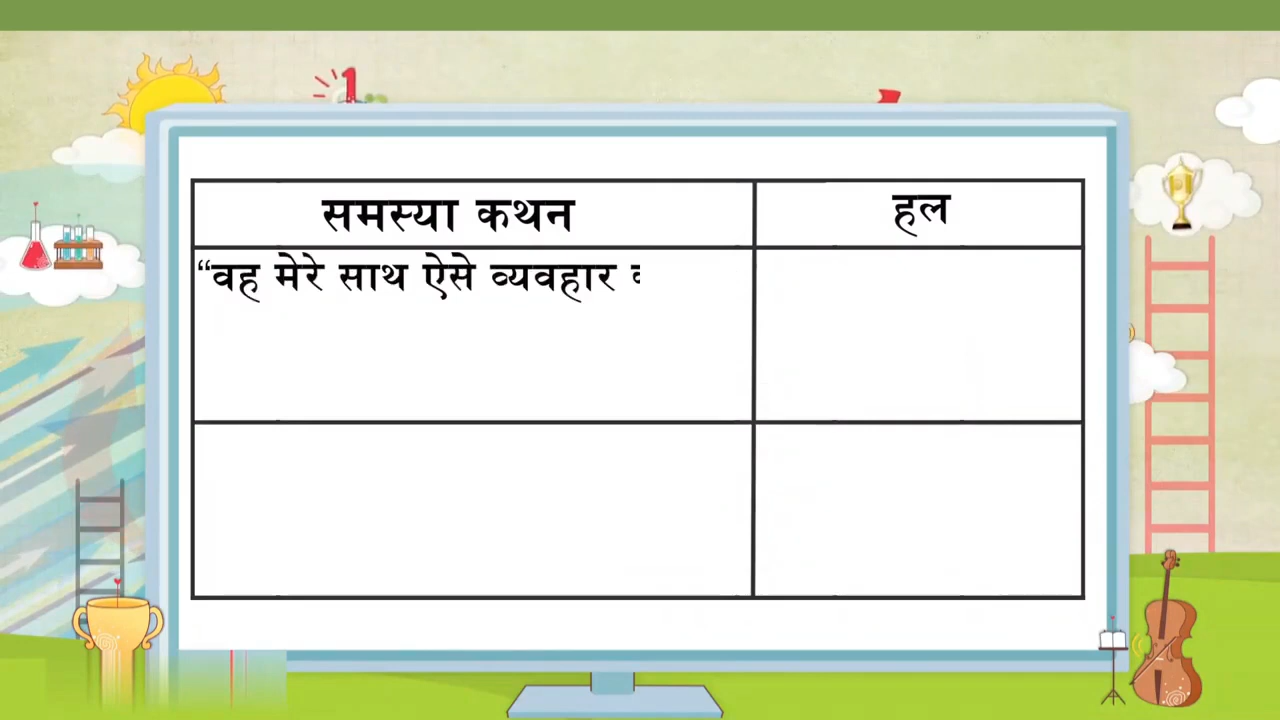 समस्या कथन
हल
“वह मेरे साथ ऐसे व्यवहार